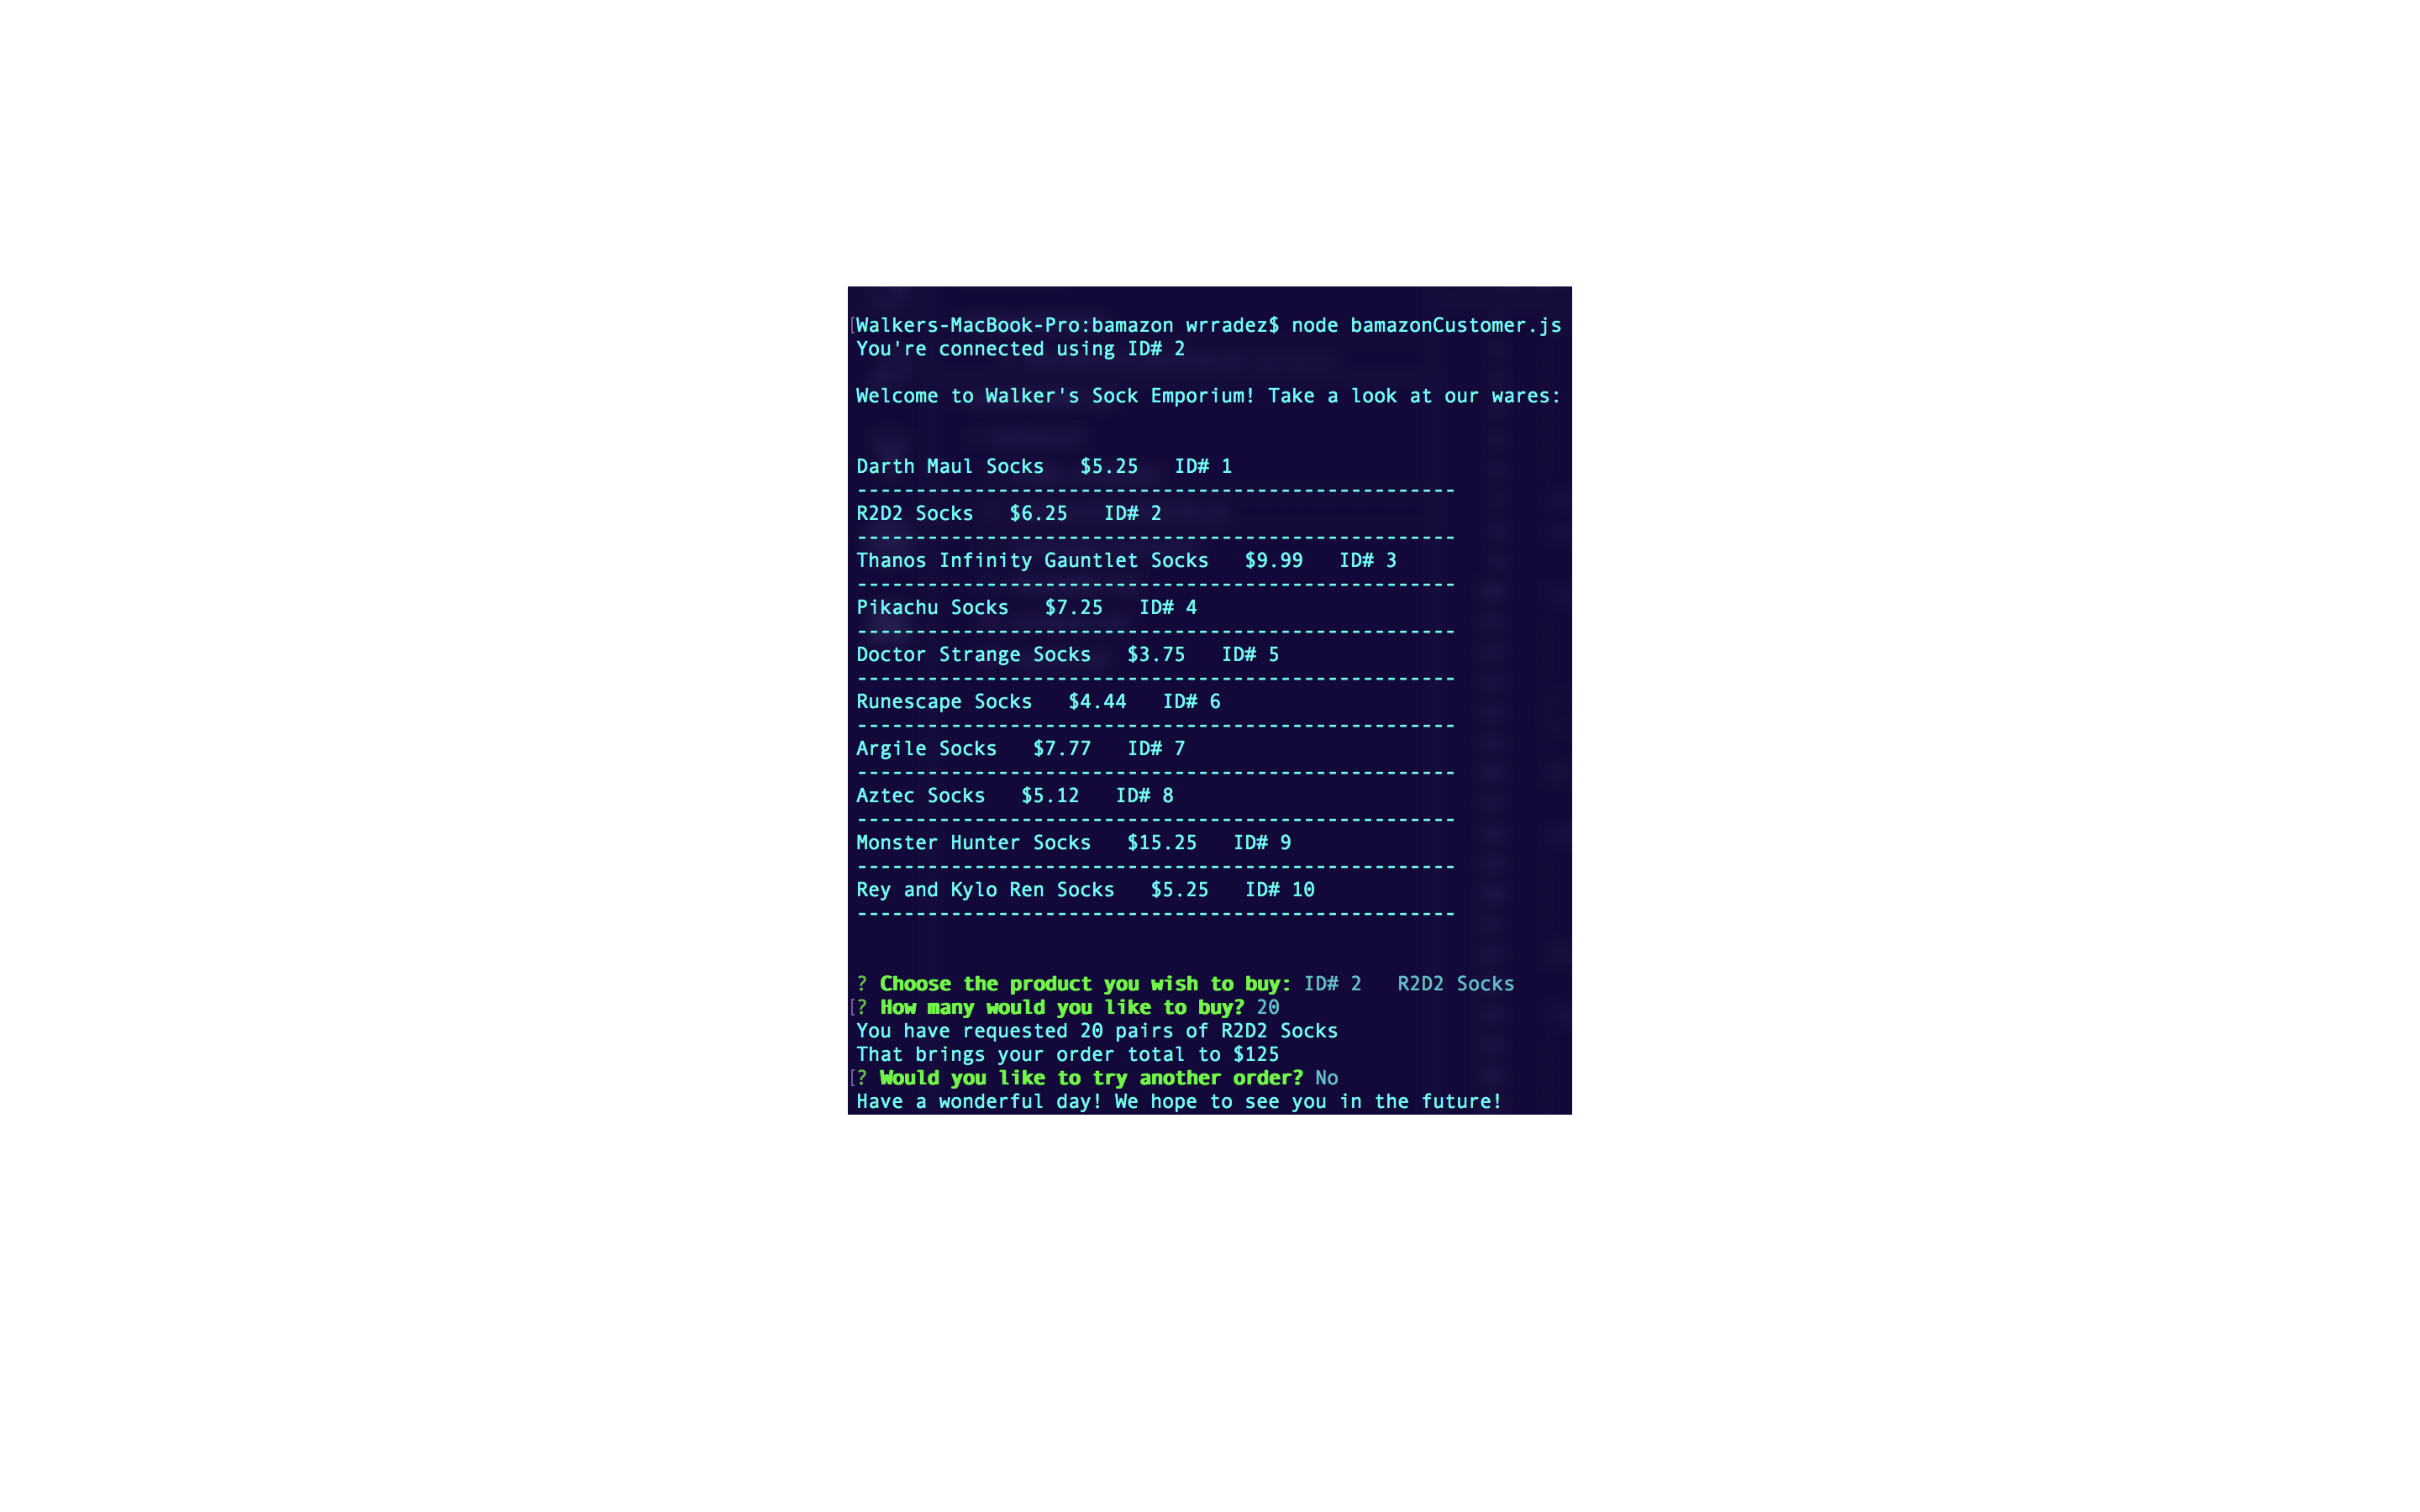 [Walkers-MacBook-Pro:bamazon wrradez$ node bamazonCustomer.js
You're connected using ID# 2
Welcome to Walker's Sock Emporium! Take a look at our wares:
Darth Maul Socks   $5.25   ID# 1
---------------------------------------------------
R2D2 Socks   $6.25   ID# 2
---------------------------------------------------
Thanos Infinity Gauntlet Socks   $9.99   ID# 3
---------------------------------------------------
Pikachu Socks   $7.25   ID# 4
---------------------------------------------------
Doctor Strange Socks   $3.75   ID# 5
---------------------------------------------------
Runescape Socks   $4.44   ID# 6
---------------------------------------------------
Argile Socks   $7.77   ID# 7
---------------------------------------------------
Aztec Socks   $5.12   ID# 8
---------------------------------------------------
Monster Hunter Socks   $15.25   ID# 9
---------------------------------------------------
Rey and Kylo Ren Socks   $5.25   ID# 10
---------------------------------------------------
? Choose the product you wish to buy: ID# 2   R2D2 Socks
[? How many would you like to buy? 20
You have requested 20 pairs of R2D2 Socks
That brings your order total to $125
[? Would you like to try another order? No
Have a wonderful day! We hope to see you in the future!